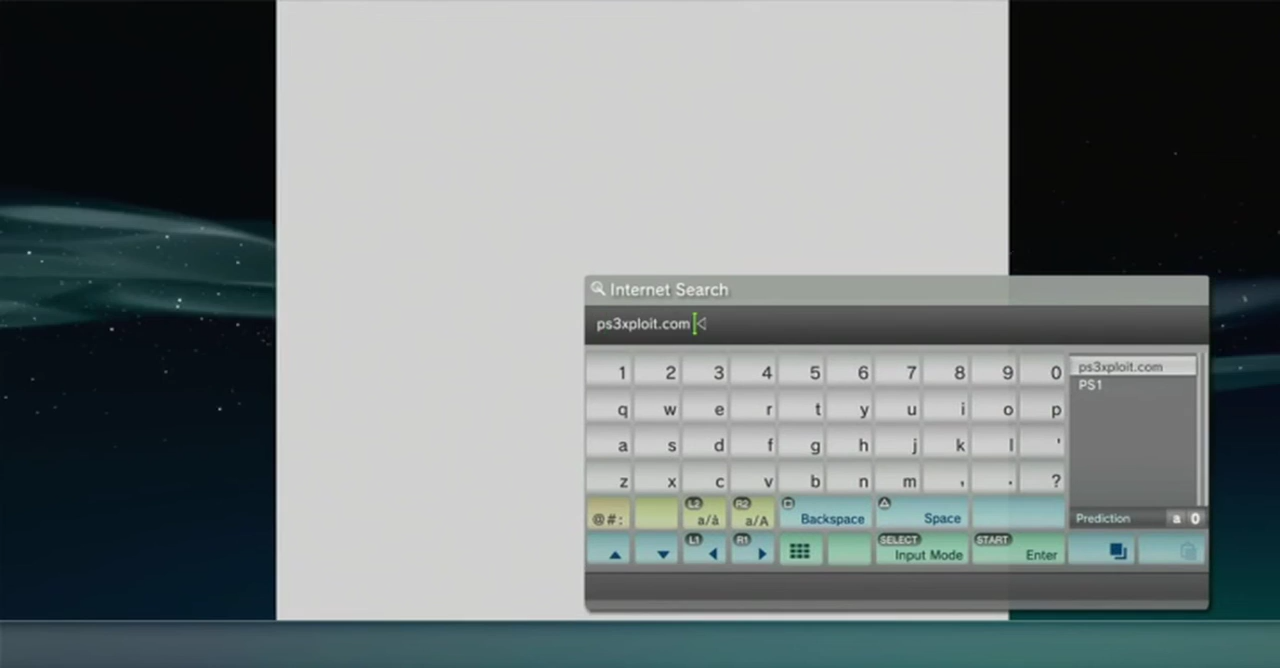 Internet Search
ps3xploit.com
1 2 3 4 5 6 7 8 9 0
ps3xploit.com
PS1
q w e r t y u i o p
a s d f g h j k l '
z x c v b n m , . ?
@#: L2 a/à R2 a/A Backspace Space
Prediction a 0
L1 R1 SELECT Input Mode START Enter